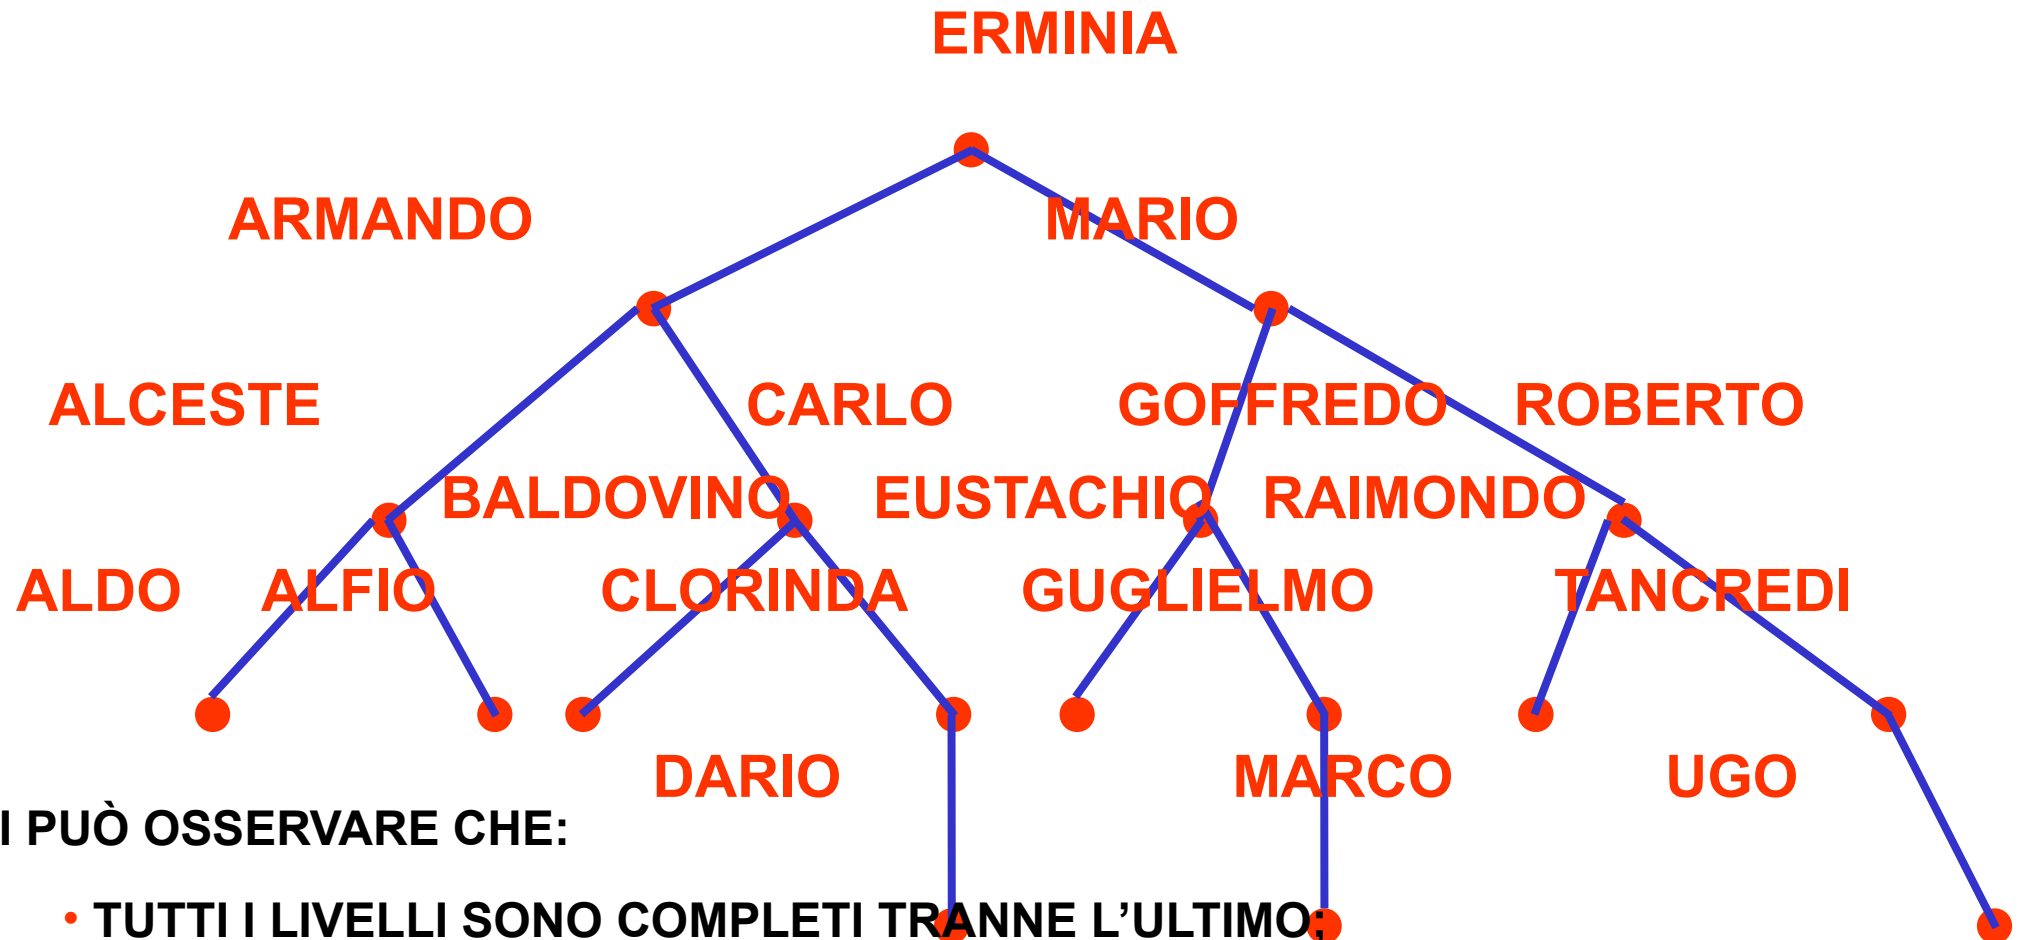 ERMINIA
ARMANDO MARIO
ALCESTE CARLO GOFFREDO ROBERTO
BALDOVINO EUSTACHIO RAIMONDO
ALDO ALFIO CLORINDA GUGLIELMO TANCREDI
DARIO MARCO UGO
I PUÒ OSSERVARE CHE:
• TUTTI I LIVELLI SONO COMPLETI TRANNE L’ULTIMO;